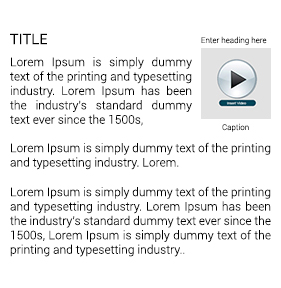 TITLE
Enter heading here
Lorem Ipsum is simply dummy
text of the printing and typesetting
industry. Lorem Ipsum has been
the industry's standard dummy
text ever since the 1500s,
Insert Video
Caption
Lorem Ipsum is simply dummy text of the printing
and typesetting industry. Lorem.
Lorem Ipsum is simply dummy text of the printing
and typesetting industry. Lorem Ipsum has been
the industry's standard dummy text ever since the
1500s, Lorem Ipsum is simply dummy text of the
printing and typesetting industry..